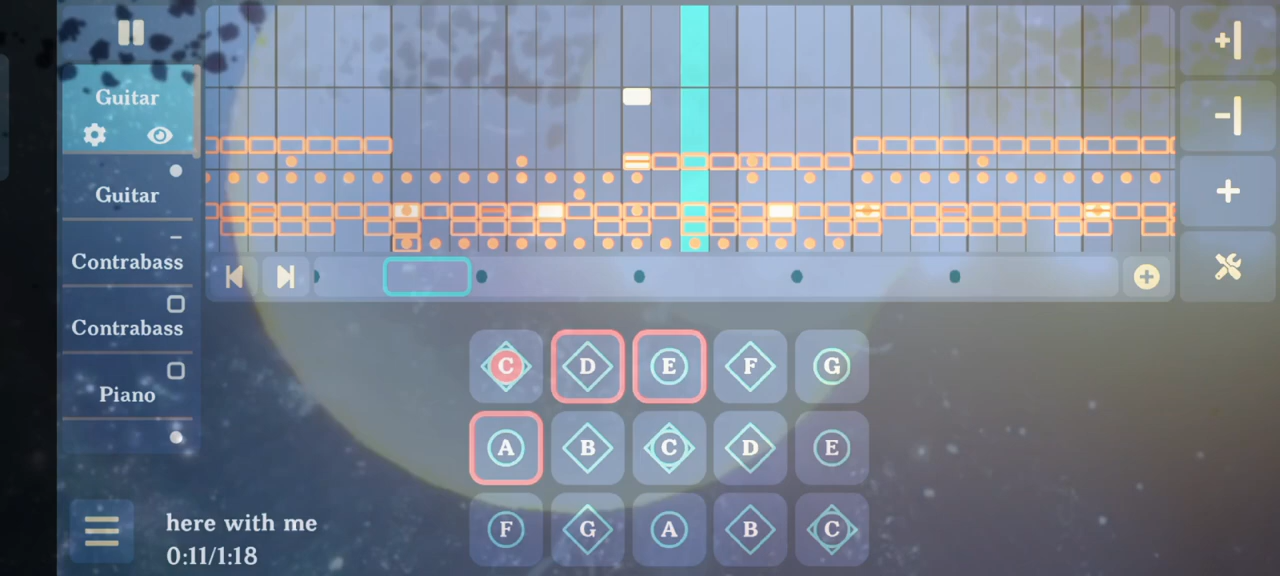 Guitar
Guitar
Contrabass
Contrabass
Piano
C D E F G
A B C D E
F G A B C
here with me
0:11/1:18